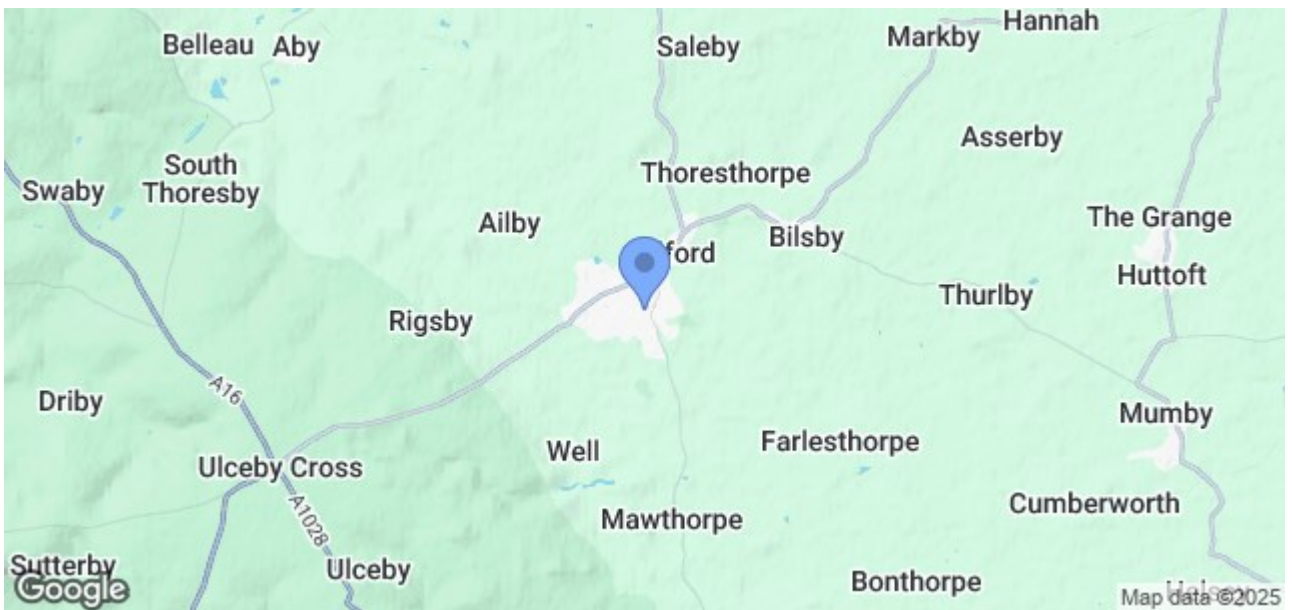 Belleau
Aby
Saleby
Markby
Hannah
Asserby
South
Thoresby
Swaby
Thoresthorpe
Ailby
ford
Bilsby
The Grange
Huttoft
Thurlby
Rigsby
Driby
A16
Mumby
Well
Farlesthorpe
Ulceby Cross
A1028
Mawthorpe
Cumberworth
Ulceby
Sutterby
Bonthorpe
Google
Map data ©2025